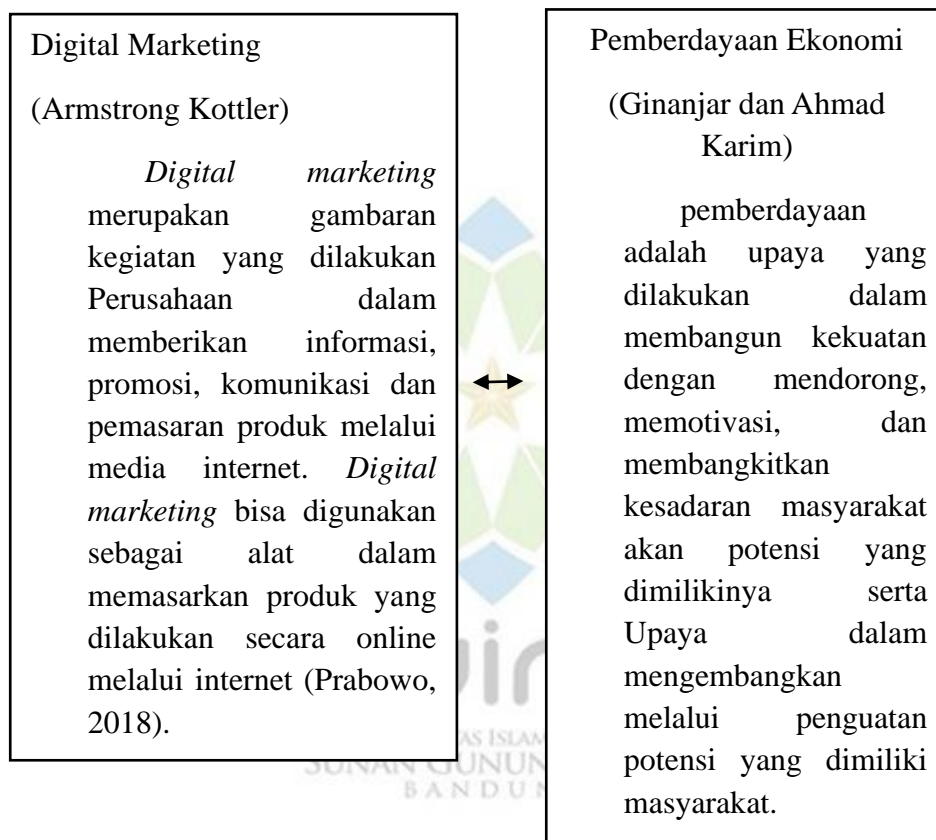 Digital Marketing
(Armstrong Kottler)
Digital marketing
merupakan gambaran
kegiatan yang dilakukan
Perusahaan dalam
memberikan informasi,
promosi, komunikasi dan
pemasaran produk melalui
media internet. Digital
marketing bisa digunakan
sebagai alat dalam
memasarkan produk yang
dilakukan secara online
melalui internet (Prabowo,
2018).
Pemberdayaan Ekonomi
(Ginanjar dan Ahmad
Karim)
pemberdayaan
adalah upaya yang
dilakukan dalam
membangun kekuatan
dengan mendorong,
memotivasi, dan
membangkitkan
kesadaran masyarakat
akan potensi yang
dimilikinya serta
Upaya dalam
mengembangkan
melalui penguatan
potensi yang dimiliki
masyarakat.